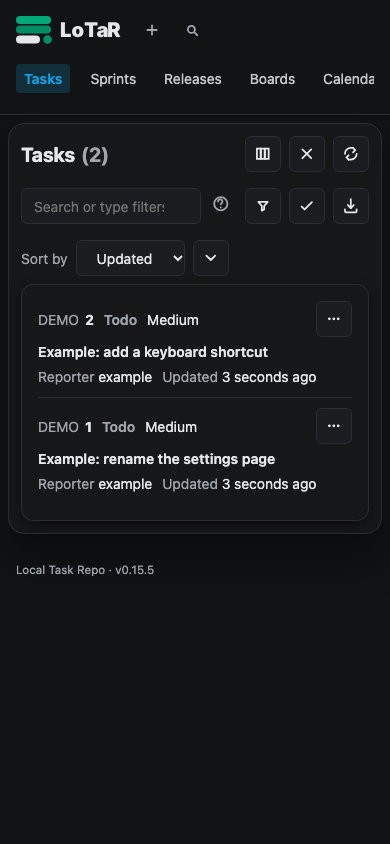 LoTaR
Tasks Sprints Releases Boards Calenda
Tasks (2)
Search or type filters
Sort by Updated
DEMO 2 Todo Medium
Example: add a keyboard shortcut
Reporter example Updated 3 seconds ago
DEMO 1 Todo Medium
Example: rename the settings page
Reporter example Updated 3 seconds ago
Local Task Repo · v0.15.5